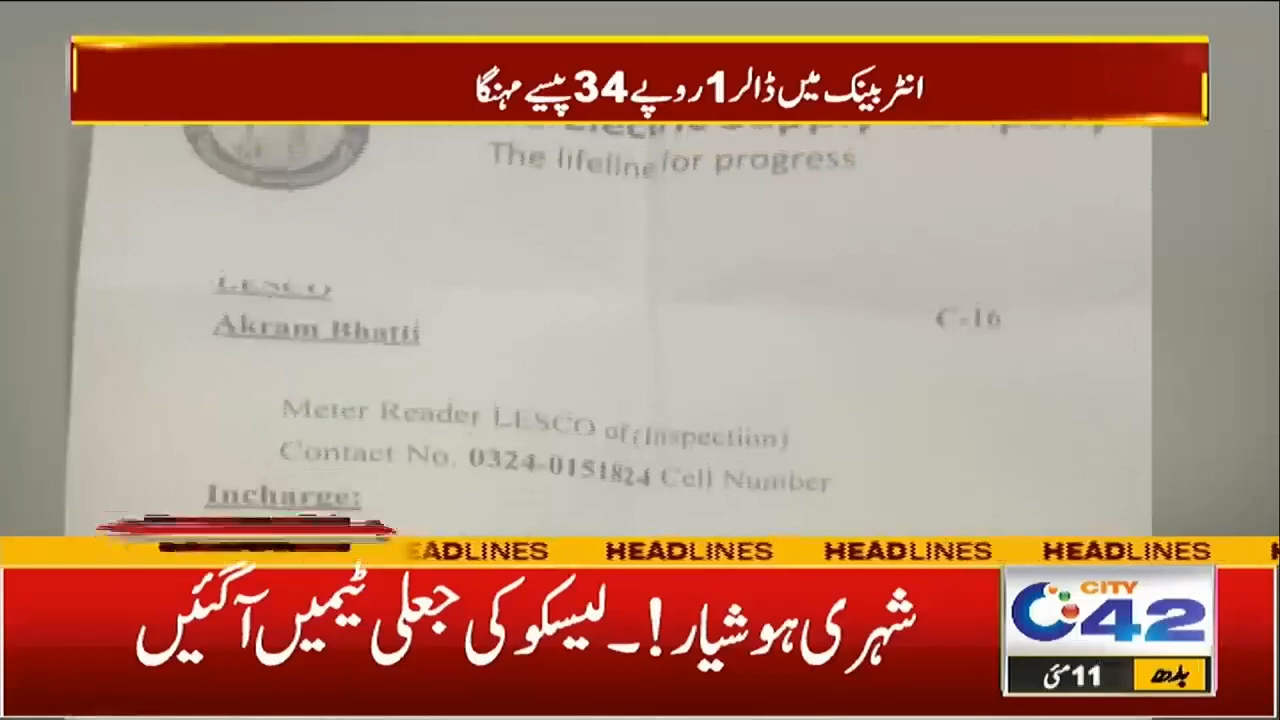 انٹر بینک میں ڈالر 1 روپے 34 پیسے مہنگا
The lifeline for progress
LESCO
Akram Bhatti
C-16
Meter Reader LESCO of (Inspection)
Contact No. 0324-0151824 Cell Number
Incharge:
HEADLINES HEADLINES HEADLINES HEADLINES
شہری ہوشیار!۔ لیسکو کی جعلی ٹیمیں آگئیں
CITY
42
بدھ 11 مئی